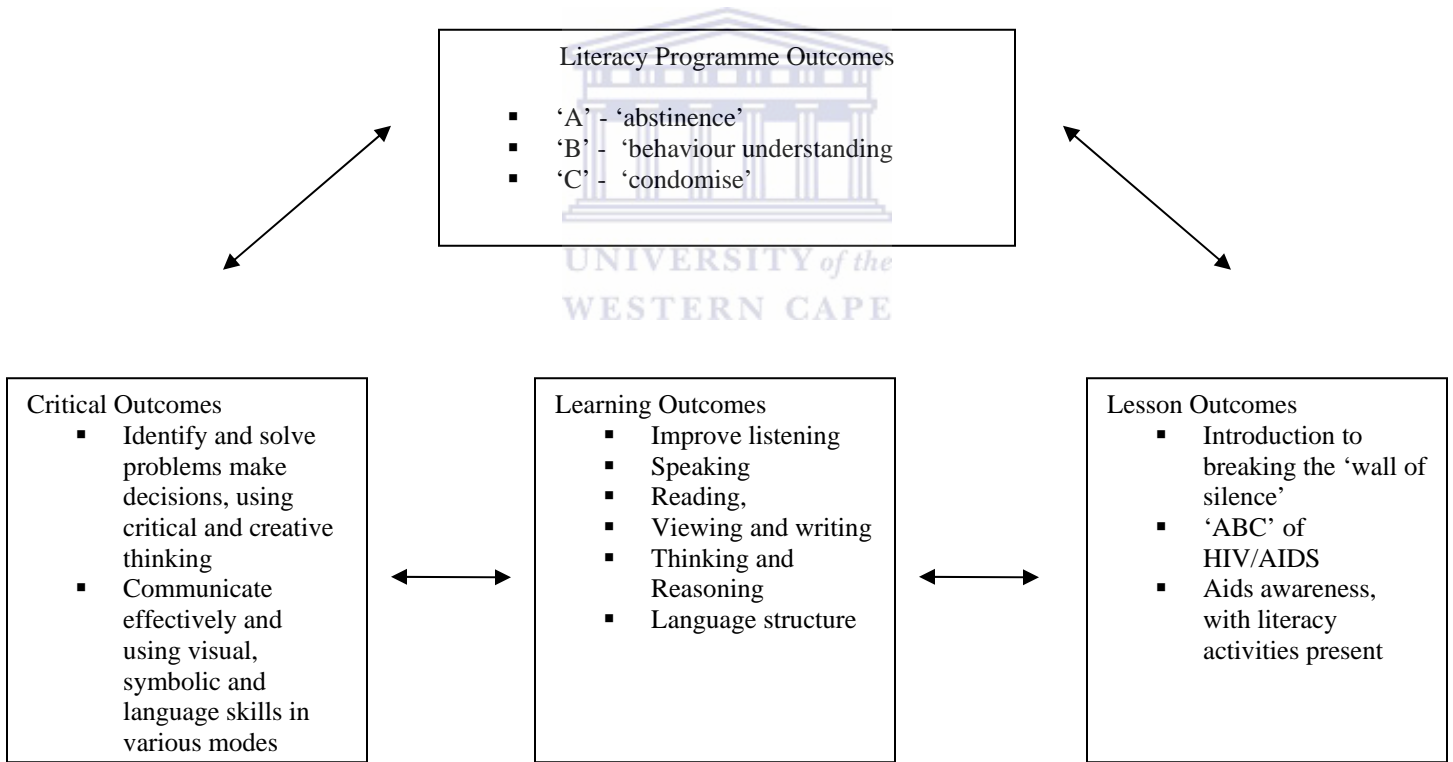 Literacy Programme Outcomes
▪ ‘A’ - ‘abstinence’
▪ ‘B’ - ‘behaviour understanding
▪ ‘C’ - ‘condomise’
UNIVERSITY of the
WESTERN CAPE
Critical Outcomes
▪ Identify and solve
problems make
decisions, using
critical and creative
thinking
▪ Communicate
effectively and
using visual,
symbolic and
language skills in
various modes
Learning Outcomes
▪ Improve listening
▪ Speaking
▪ Reading,
▪ Viewing and writing
▪ Thinking and
Reasoning
▪ Language structure
Lesson Outcomes
▪ Introduction to
breaking the ‘wall of
silence’
▪ ‘ABC’ of
HIV/AIDS
▪ Aids awareness,
with literacy
activities present